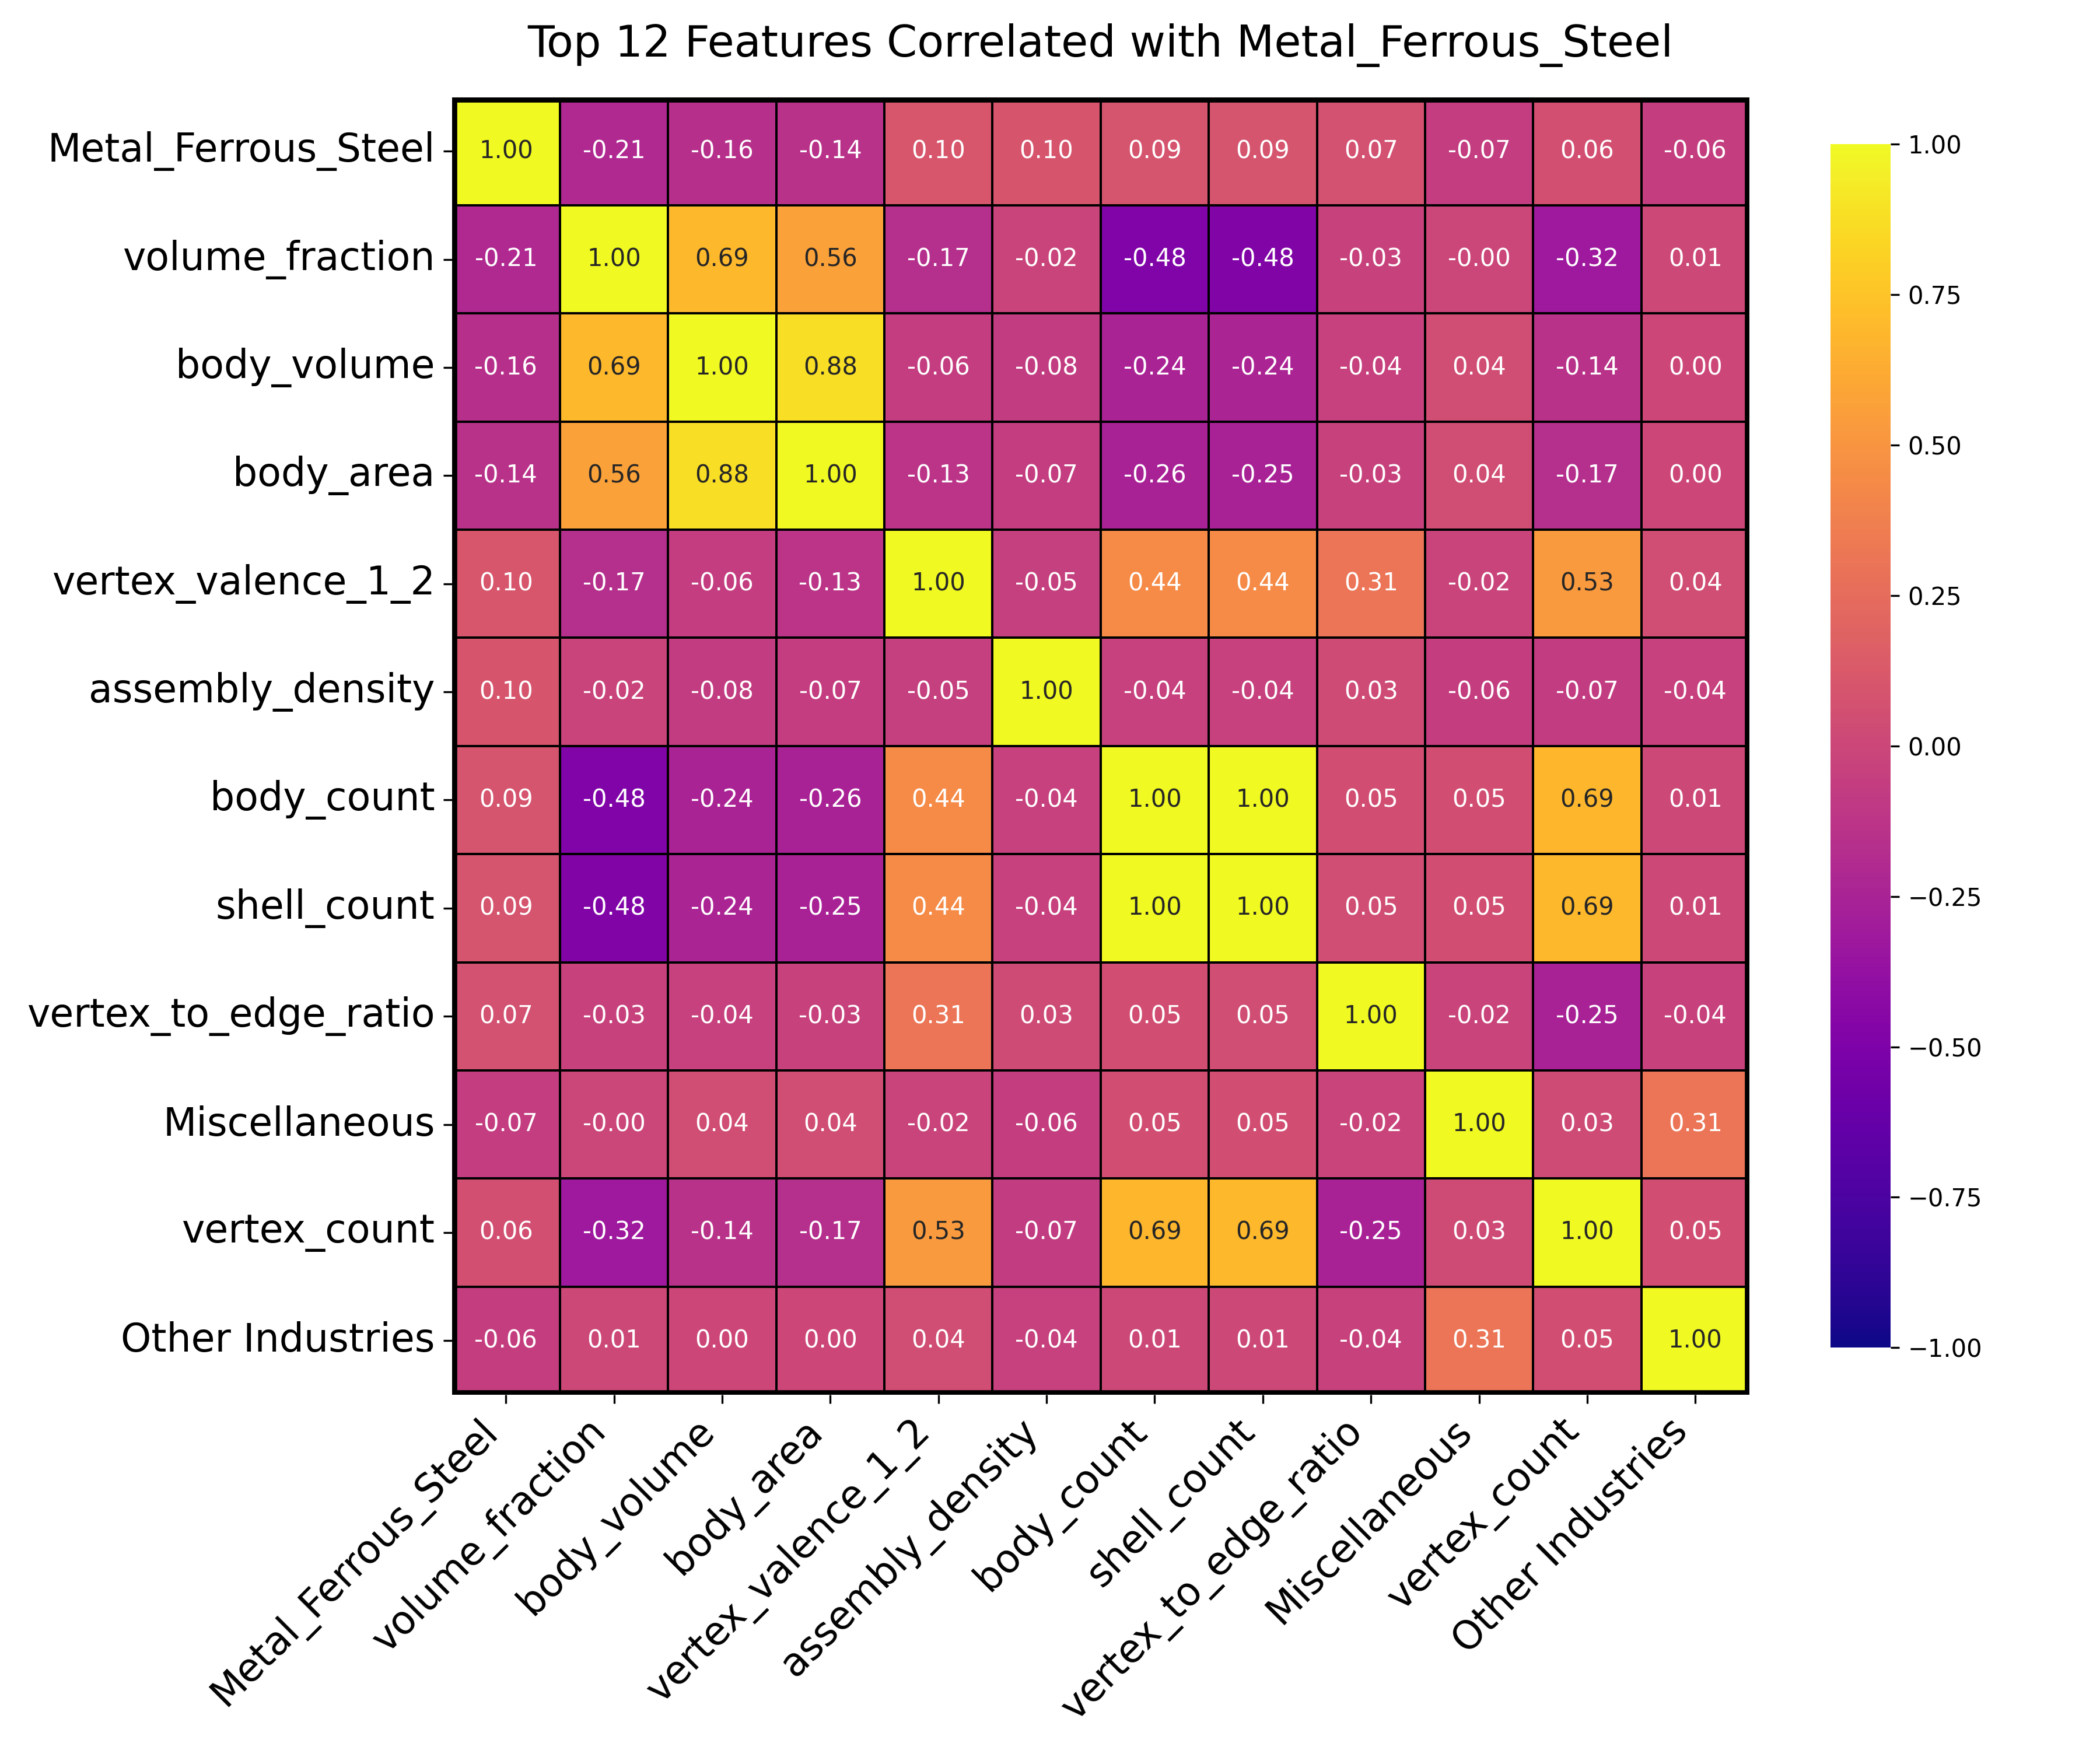 Top 12 Features Correlated with Metal_Ferrous_Steel
Metal_Ferrous_Steel 1.00 -0.21 -0.16 -0.14 0.10 0.10 0.09 0.09 0.07 -0.07 0.06 -0.06
volume_fraction -0.21 1.00 0.69 0.56 -0.17 -0.02 -0.48 -0.48 -0.03 -0.00 -0.32 0.01
body_volume -0.16 0.69 1.00 0.88 -0.06 -0.08 -0.24 -0.24 -0.04 0.04 -0.14 0.00
body_area -0.14 0.56 0.88 1.00 -0.13 -0.07 -0.26 -0.25 -0.03 0.04 -0.17 0.00
vertex_valence_1_2 0.10 -0.17 -0.06 -0.13 1.00 -0.05 0.44 0.44 0.31 -0.02 0.53 0.04
assembly_density 0.10 -0.02 -0.08 -0.07 -0.05 1.00 -0.04 -0.04 0.03 -0.06 -0.07 -0.04
body_count 0.09 -0.48 -0.24 -0.26 0.44 -0.04 1.00 1.00 0.05 0.05 0.69 0.01
shell_count 0.09 -0.48 -0.24 -0.25 0.44 -0.04 1.00 1.00 0.05 0.05 0.69 0.01
vertex_to_edge_ratio 0.07 -0.03 -0.04 -0.03 0.31 0.03 0.05 0.05 1.00 -0.02 -0.25 -0.04
Miscellaneous -0.07 -0.00 0.04 0.04 -0.02 -0.06 0.05 0.05 -0.02 1.00 0.03 0.31
vertex_count 0.06 -0.32 -0.14 -0.17 0.53 -0.07 0.69 0.69 -0.25 0.03 1.00 0.05
Other Industries -0.06 0.01 0.00 0.00 0.04 -0.04 0.01 0.01 -0.04 0.31 0.05 1.00
Metal_Ferrous_Steel
volume_fraction
body_volume
body_area
vertex_valence_1_2
assembly_density
body_count
shell_count
vertex_to_edge_ratio
Miscellaneous
vertex_count
Other Industries
1.00
0.75
0.50
0.25
0.00
−0.25
−0.50
−0.75
−1.00